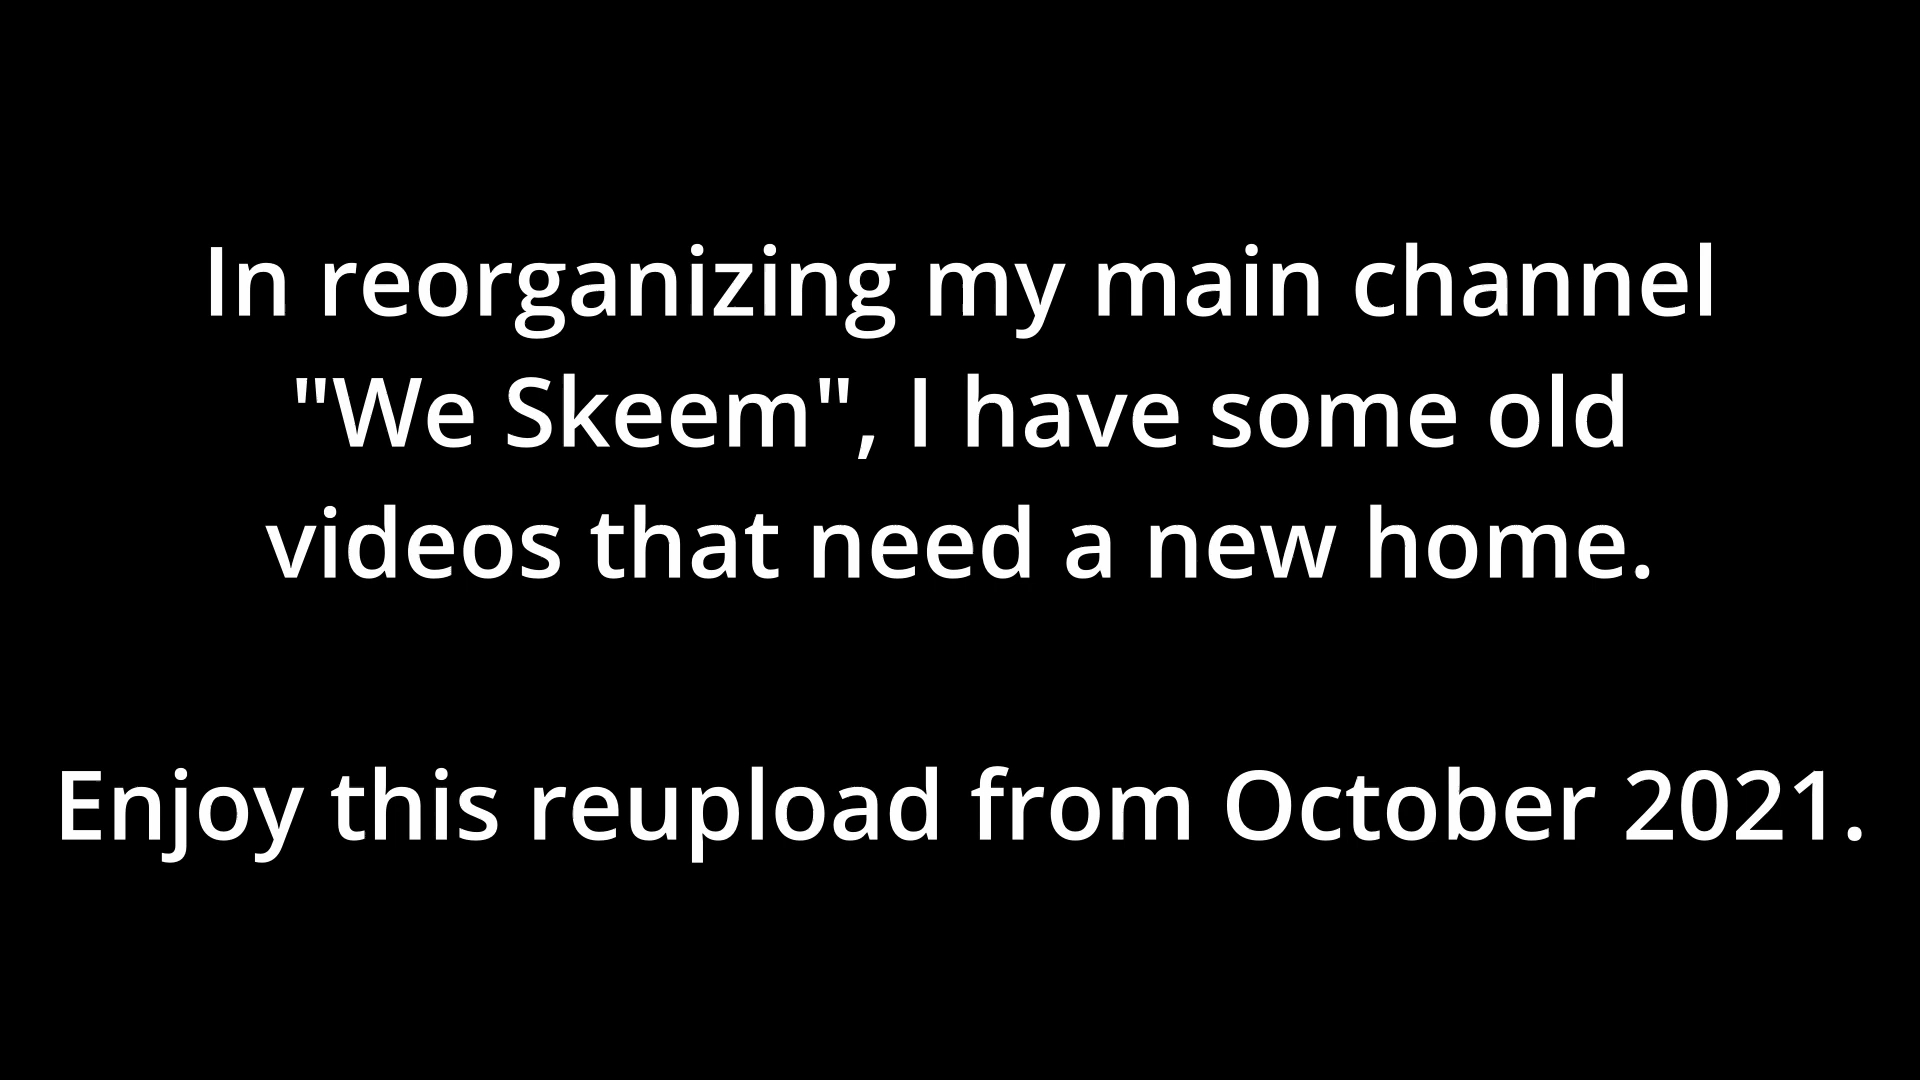 In reorganizing my main channel
"We Skeem", I have some old
videos that need a new home.
Enjoy this reupload from October 2021.